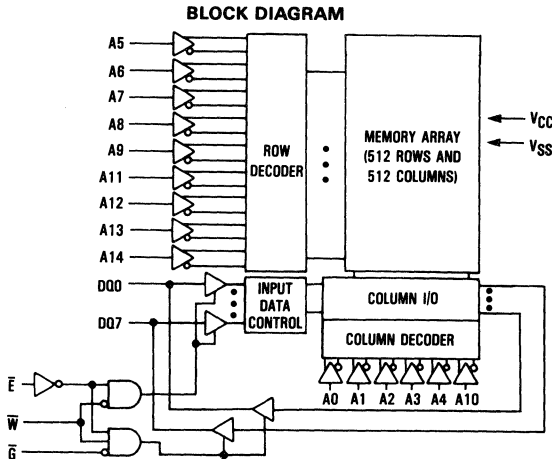 BLOCK DIAGRAM
A5
A6
A7
A8
A9
A11
A12
A13
A14
ROW
DECODER
MEMORY ARRAY
(512 ROWS AND
512 COLUMNS)
VCC
VSS
DQ0
DQ7
INPUT
DATA
CONTROL
COLUMN I/O
COLUMN DECODER
A0 A1 A2 A3 A4 A10
E̅
W̅
G̅